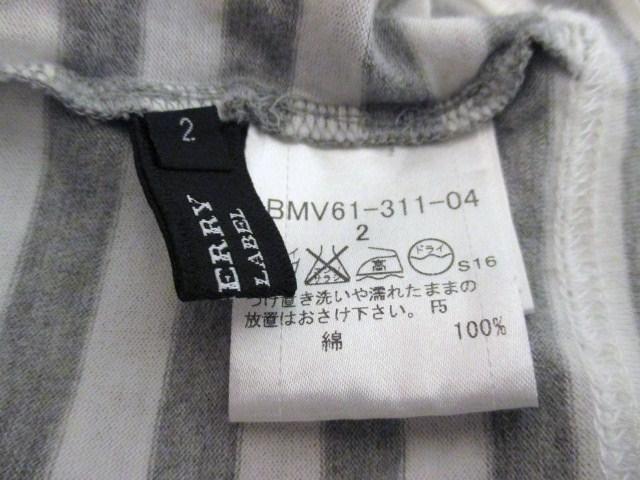 2
ERRY
LABEL
BMV61-311-04
2
高 ドライ S16
つけ置き洗いや濡れたままの
放置はおさけ下さい。 F5
綿 100%